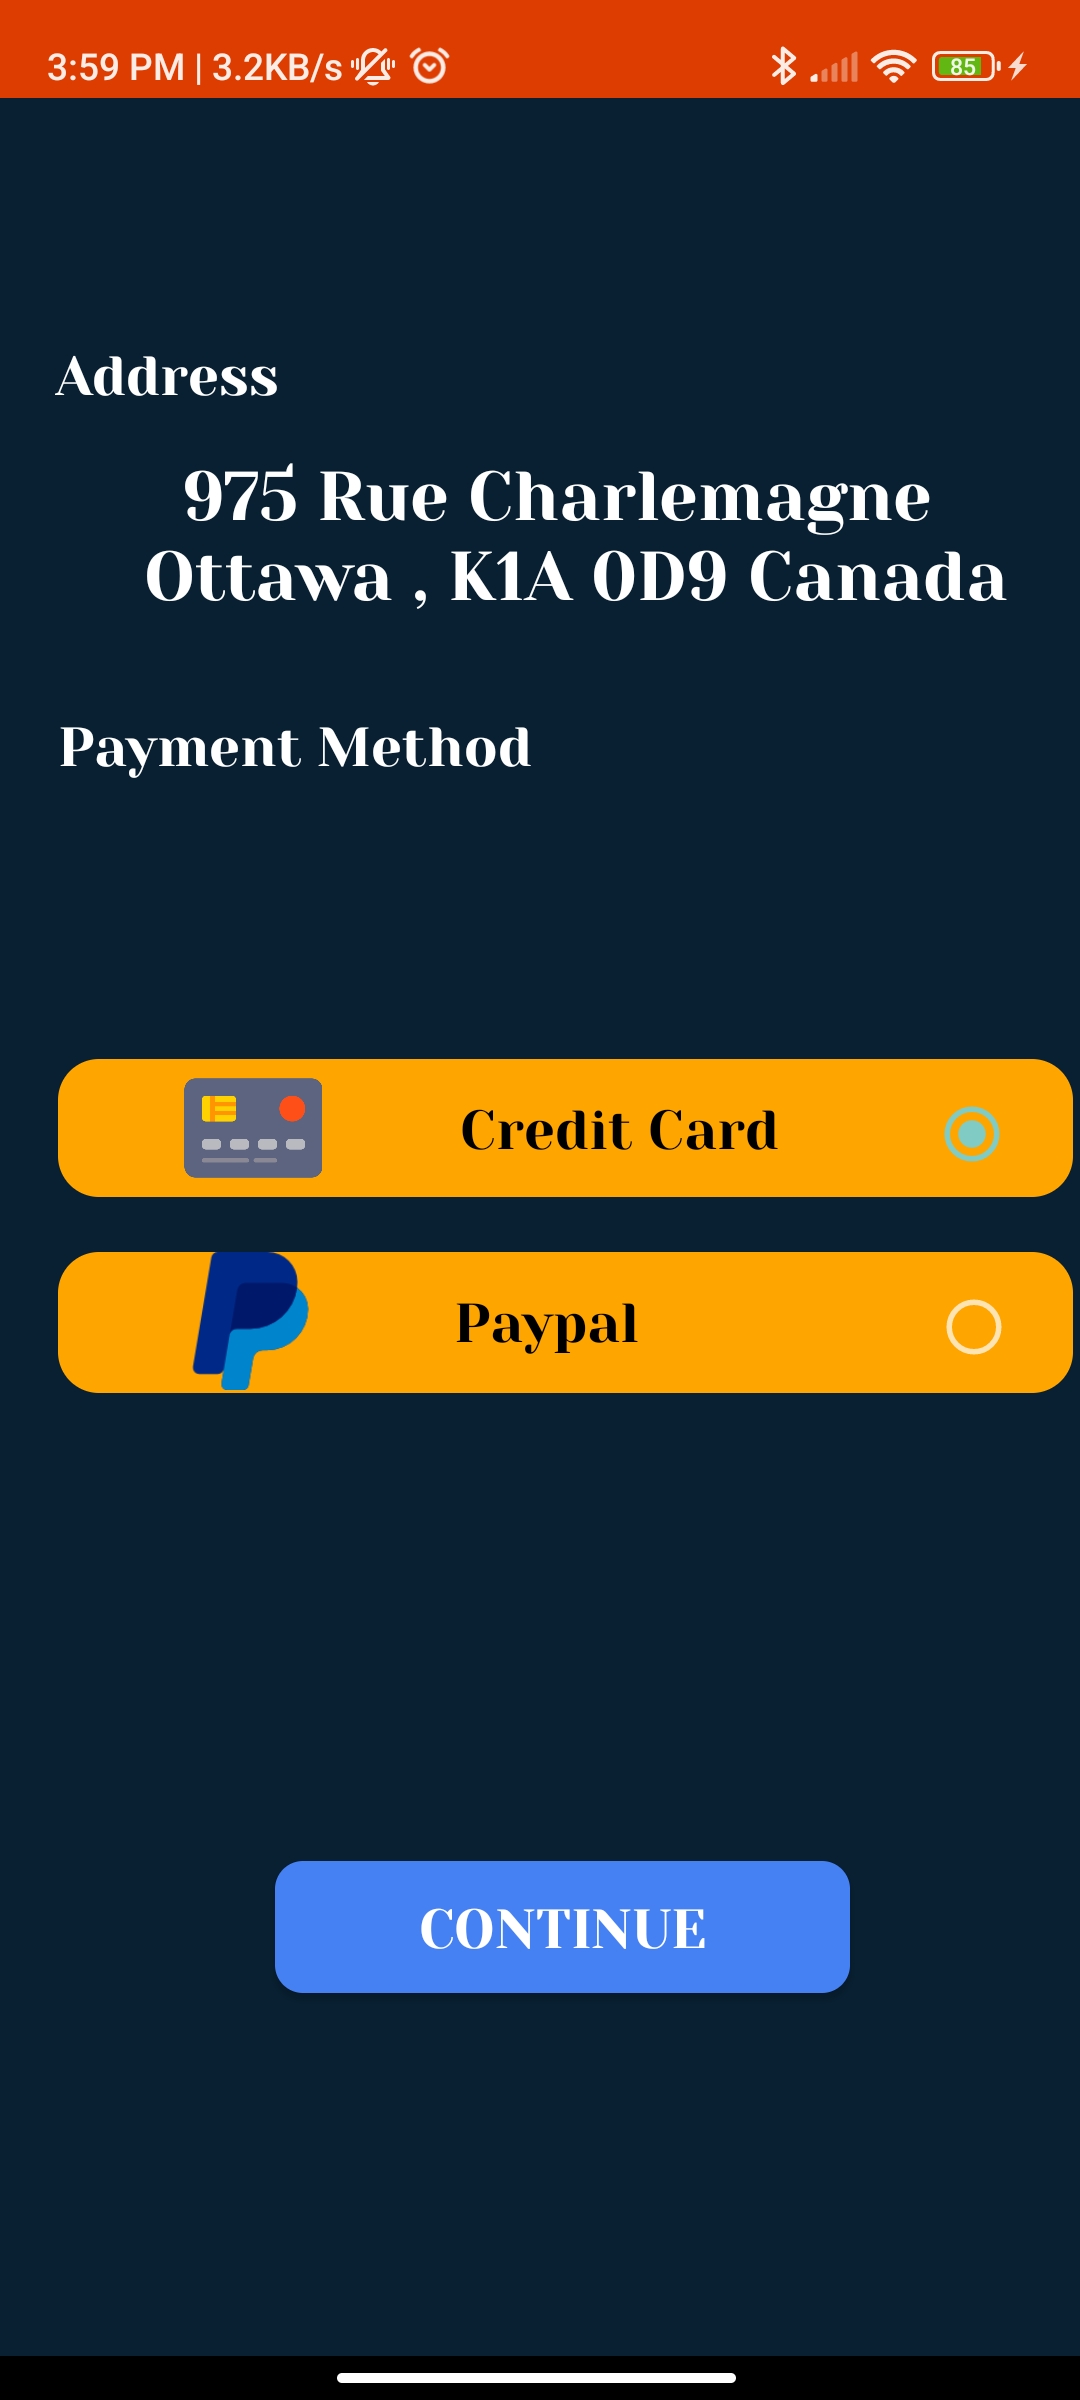 3:59 PM | 3.2KB/s 85
Address
975 Rue Charlemagne
Ottawa , K1A 0D9 Canada
Payment Method
Credit Card
Paypal
CONTINUE